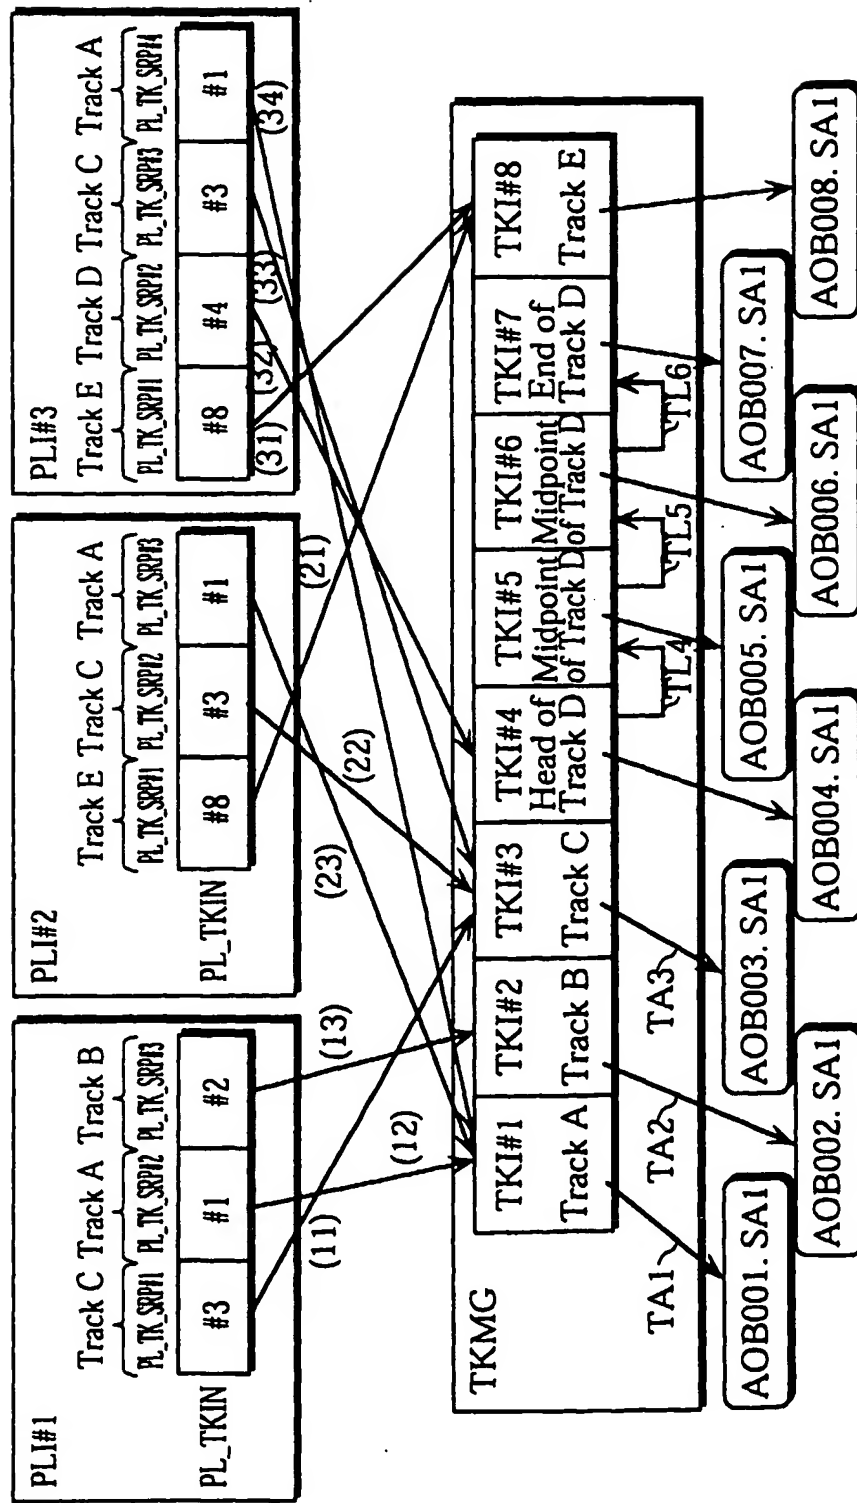 PLI#1
Track C Track A Track B
PL_TK_SRP#1 PL_TK_SRP#2 PL_TK_SRP#3
PL_TKIN
#3 #1 #2
PLI#2
Track E Track C Track A
PL_TK_SRP#1 PL_TK_SRP#2 PL_TK_SRP#3
PL_TKIN
#8 #3 #1
PLI#3
Track E Track D Track C Track A
PL_TK_SRP#1 PL_TK_SRP#2 PL_TK_SRP#3 PL_TK_SRP#4
#8 #4 #3 #1
(11)
(12)
(13)
(23)
(22)
(21)
(31)
(32)
(33)
(34)
TKMG
TKI#1
Track A
TKI#2
Track B
TKI#3
Track C
TKI#4
Head of
Track D
TKI#5
Midpoint
of Track D
TKI#6
Midpoint
of Track D
TKI#7
End of
Track D
TKI#8
Track E
TA1
TA2
TA3
TL4
TL5
TL6
AOB001. SA1
AOB002. SA1
AOB003. SA1
AOB004. SA1
AOB005. SA1
AOB006. SA1
AOB007. SA1
AOB008. SA1